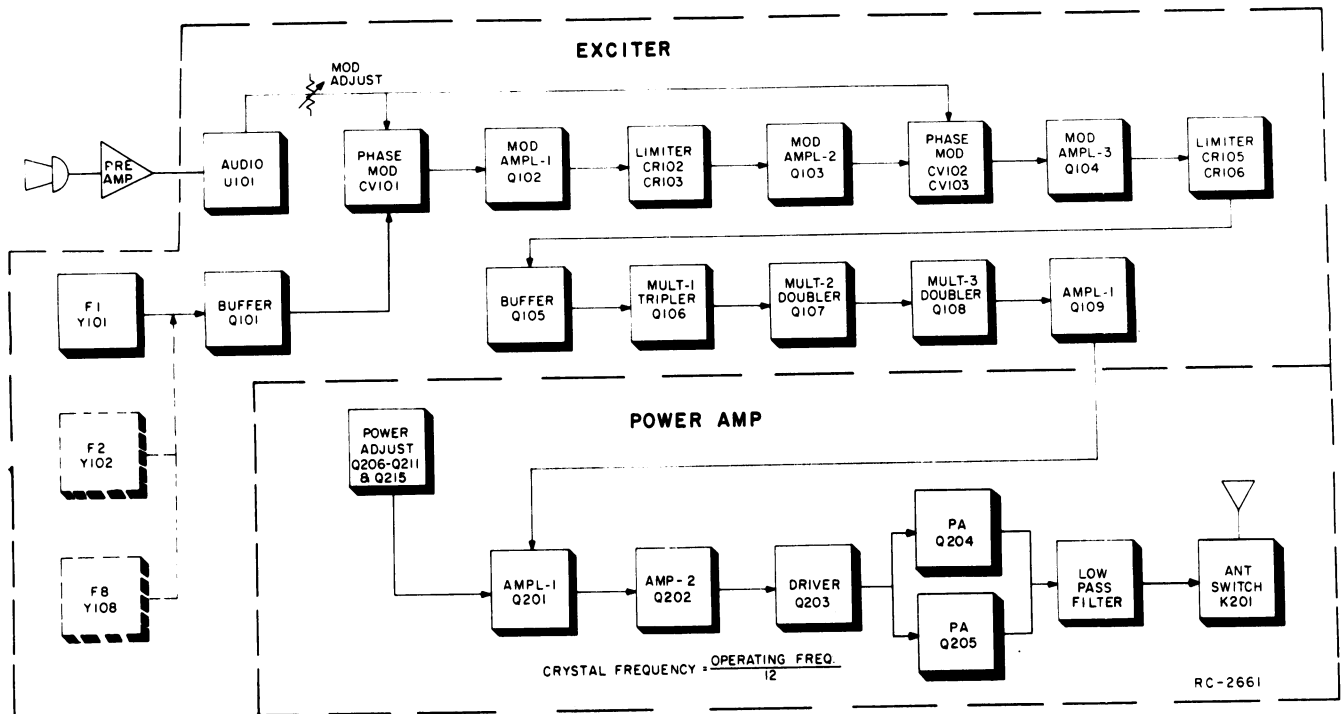 EXCITER
MOD
ADJUST
PRE
AMP
AUDIO
U101
PHASE
MOD
CV101
MOD
AMPL-1
Q102
LIMITER
CR102
CR103
MOD
AMPL-2
Q103
PHASE
MOD
CV102
CV103
MOD
AMPL-3
Q104
LIMITER
CR105
CR106
F1
Y101
BUFFER
Q101
BUFFER
Q105
MULT-1
TRIPLER
Q106
MULT-2
DOUBLER
Q107
MULT-3
DOUBLER
Q108
AMPL-1
Q109
F2
Y102
F8
Y108
POWER AMP
POWER
ADJUST
Q206-Q211
& Q215
AMPL-1
Q201
AMP-2
Q202
DRIVER
Q203
PA
Q204
PA
Q205
LOW
PASS
FILTER
ANT
SWITCH
K201
CRYSTAL FREQUENCY = OPERATING FREQ.
12
RC-2661